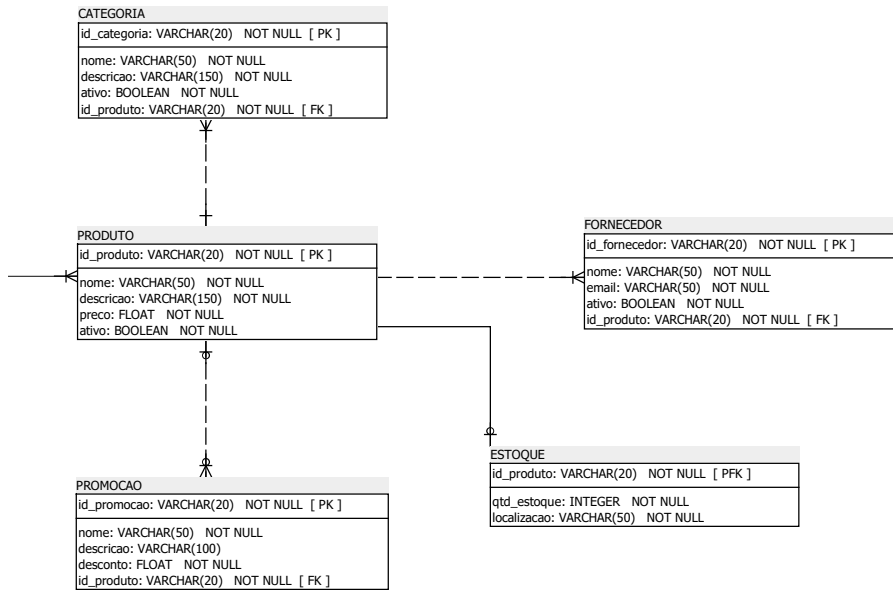 CATEGORIA
id_categoria: VARCHAR(20) NOT NULL [ PK ]
nome: VARCHAR(50) NOT NULL
descricao: VARCHAR(150) NOT NULL
ativo: BOOLEAN NOT NULL
id_produto: VARCHAR(20) NOT NULL [ FK ]
PRODUTO
id_produto: VARCHAR(20) NOT NULL [ PK ]
nome: VARCHAR(50) NOT NULL
descricao: VARCHAR(150) NOT NULL
preco: FLOAT NOT NULL
ativo: BOOLEAN NOT NULL
FORNECEDOR
id_fornecedor: VARCHAR(20) NOT NULL [ PK ]
nome: VARCHAR(50) NOT NULL
email: VARCHAR(50) NOT NULL
ativo: BOOLEAN NOT NULL
id_produto: VARCHAR(20) NOT NULL [ FK ]
ESTOQUE
id_produto: VARCHAR(20) NOT NULL [ PFK ]
qtd_estoque: INTEGER NOT NULL
localizacao: VARCHAR(50) NOT NULL
PROMOCAO
id_promocao: VARCHAR(20) NOT NULL [ PK ]
nome: VARCHAR(50) NOT NULL
descricao: VARCHAR(100)
desconto: FLOAT NOT NULL
id_produto: VARCHAR(20) NOT NULL [ FK ]